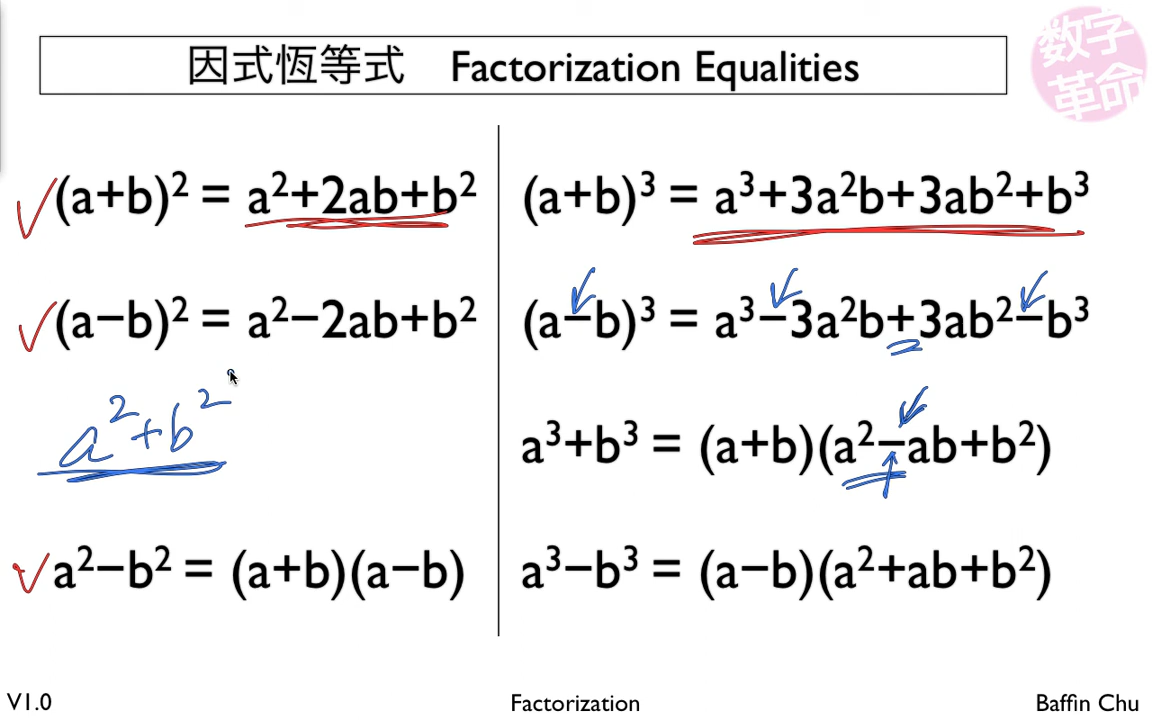 因式恆等式 Factorization Equalities
数字
革命
(a+b)² = a²+2ab+b²
(a−b)² = a²−2ab+b²
a²+b²
a²−b² = (a+b)(a−b)
(a+b)³ = a³+3a²b+3ab²+b³
(a−b)³ = a³−3a²b+3ab²−b³
a³+b³ = (a+b)(a²−ab+b²)
a³−b³ = (a−b)(a²+ab+b²)
V1.0
Factorization
Baffin Chu